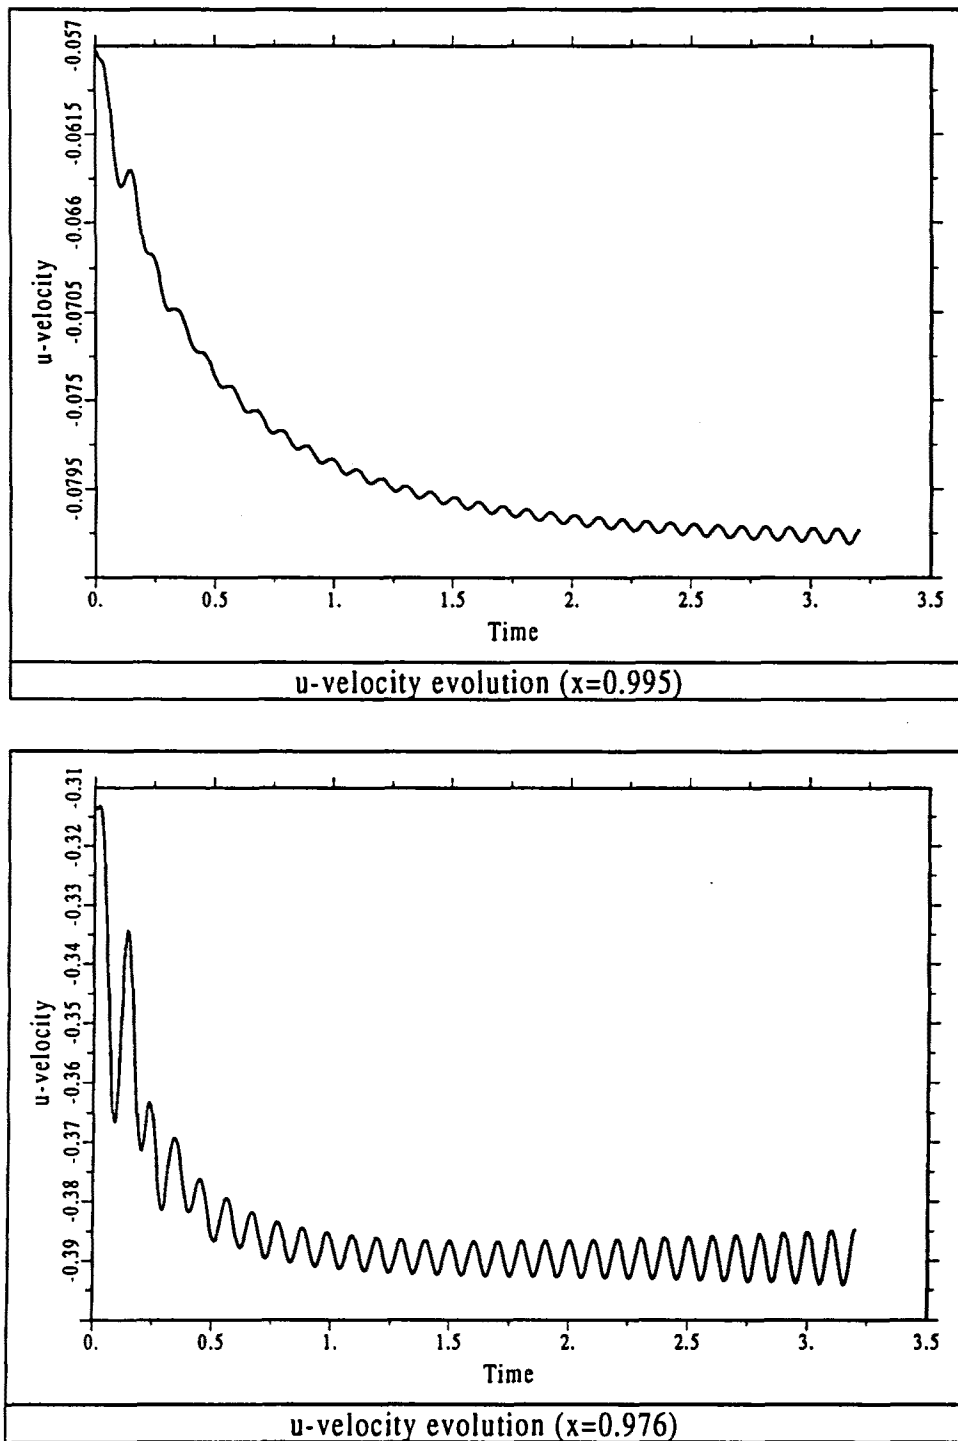 -0.057
-0.0615
-0.066
-0.0705
-0.075
-0.0795
u-velocity
0. 0.5 1. 1.5 2. 2.5 3. 3.5
Time
u-velocity evolution (x=0.995)
-0.31
-0.32
-0.33
-0.34
-0.35
-0.36
-0.37
-0.38
-0.39
u-velocity
0. 0.5 1. 1.5 2. 2.5 3. 3.5
Time
u-velocity evolution (x=0.976)